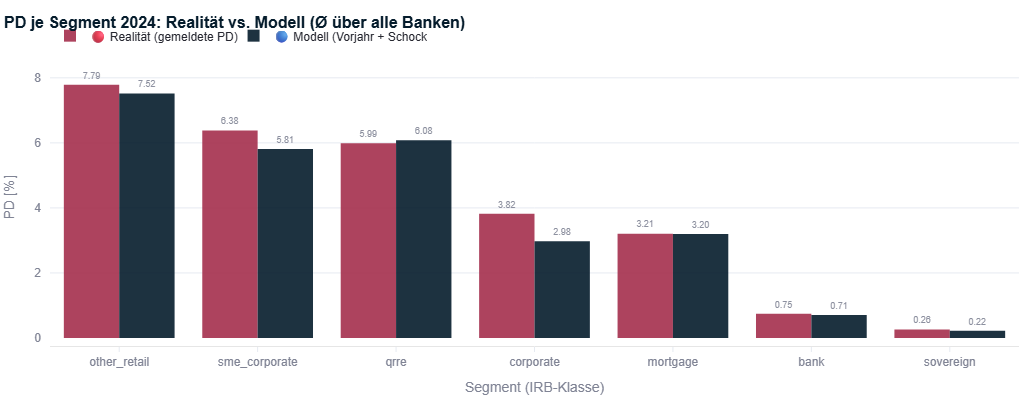 PD je Segment 2024: Realität vs. Modell (Ø über alle Banken)
Realität (gemeldete PD) Modell (Vorjahr + Schock
8
6
4
2
0
PD [%]
7.79 7.52
6.38 5.81
5.99 6.08
3.82 2.98
3.21 3.20
0.75 0.71
0.26 0.22
other_retail sme_corporate qrre corporate mortgage bank sovereign
Segment (IRB-Klasse)